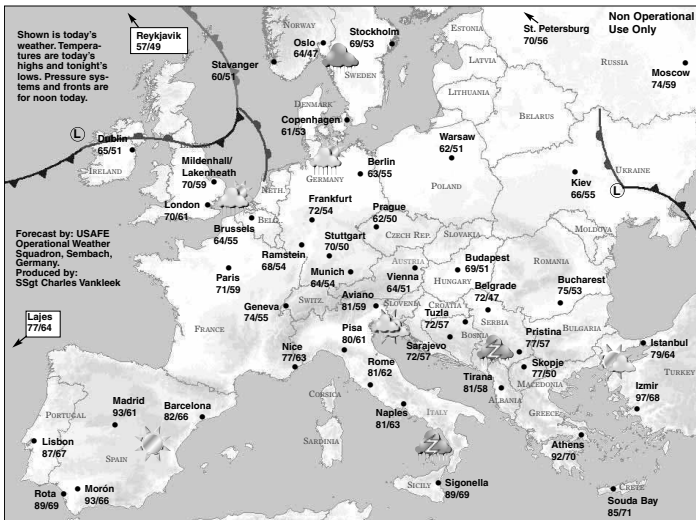 Shown is today's
weather. Tempera-
tures are today's
highs and tonight's
lows. Pressure sys-
tems and fronts are
for noon today.
Reykjavik
57/49
NORWAY
Oslo
64/47
Stockholm
69/53
SWEDEN
Stavanger
60/51
ESTONIA
LATVIA
LITHUANIA
St. Petersburg
70/56
Non Operational
Use Only
RUSSIA
Moscow
74/59
DENMARK
Copenhagen
61/53
BELARUS
L
Dublin
65/51
IRELAND
Mildenhall/
Lakenheath
70/59
London
70/61
NETH.
Brussels
64/55
BELG.
GERMANY
Berlin
63/55
Warsaw
62/51
POLAND
UKRAINE
L
Kiev
66/55
Frankfurt
72/54
Prague
62/50
CZECH REP.
SLOVAKIA
MOLDOVA
Ramstein
68/54
Stuttgart
70/50
Munich
64/54
AUSTRIA
Vienna
64/51
Budapest
69/51
HUNGARY
ROMANIA
Bucharest
75/53
Forecast by: USAFE
Operational Weather
Squadron, Sembach,
Germany.
Produced by:
SSgt Charles Vankleek
Paris
71/59
FRANCE
Geneva
74/55
SWITZ.
Aviano
81/59
SLOVENIA
CROATIA
Belgrade
72/47
SERBIA
Tuzla
72/57
BOSNIA
Sarajevo
72/57
Pristina
77/57
BULGARIA
Lajes
77/64
Nice
77/63
Pisa
80/61
Rome
81/62
ITALY
Naples
81/63
Tirana
81/58
ALBANIA
Skopje
77/50
MACEDONIA
Istanbul
79/64
TURKEY
Izmir
97/68
GREECE
Athens
92/70
CORSICA
SARDINIA
PORTUGAL
Lisbon
87/67
Madrid
93/61
SPAIN
Barcelona
82/66
Rota
89/69
Morón
93/66
SICILY
Sigonella
89/69
CRETE
Souda Bay
85/71